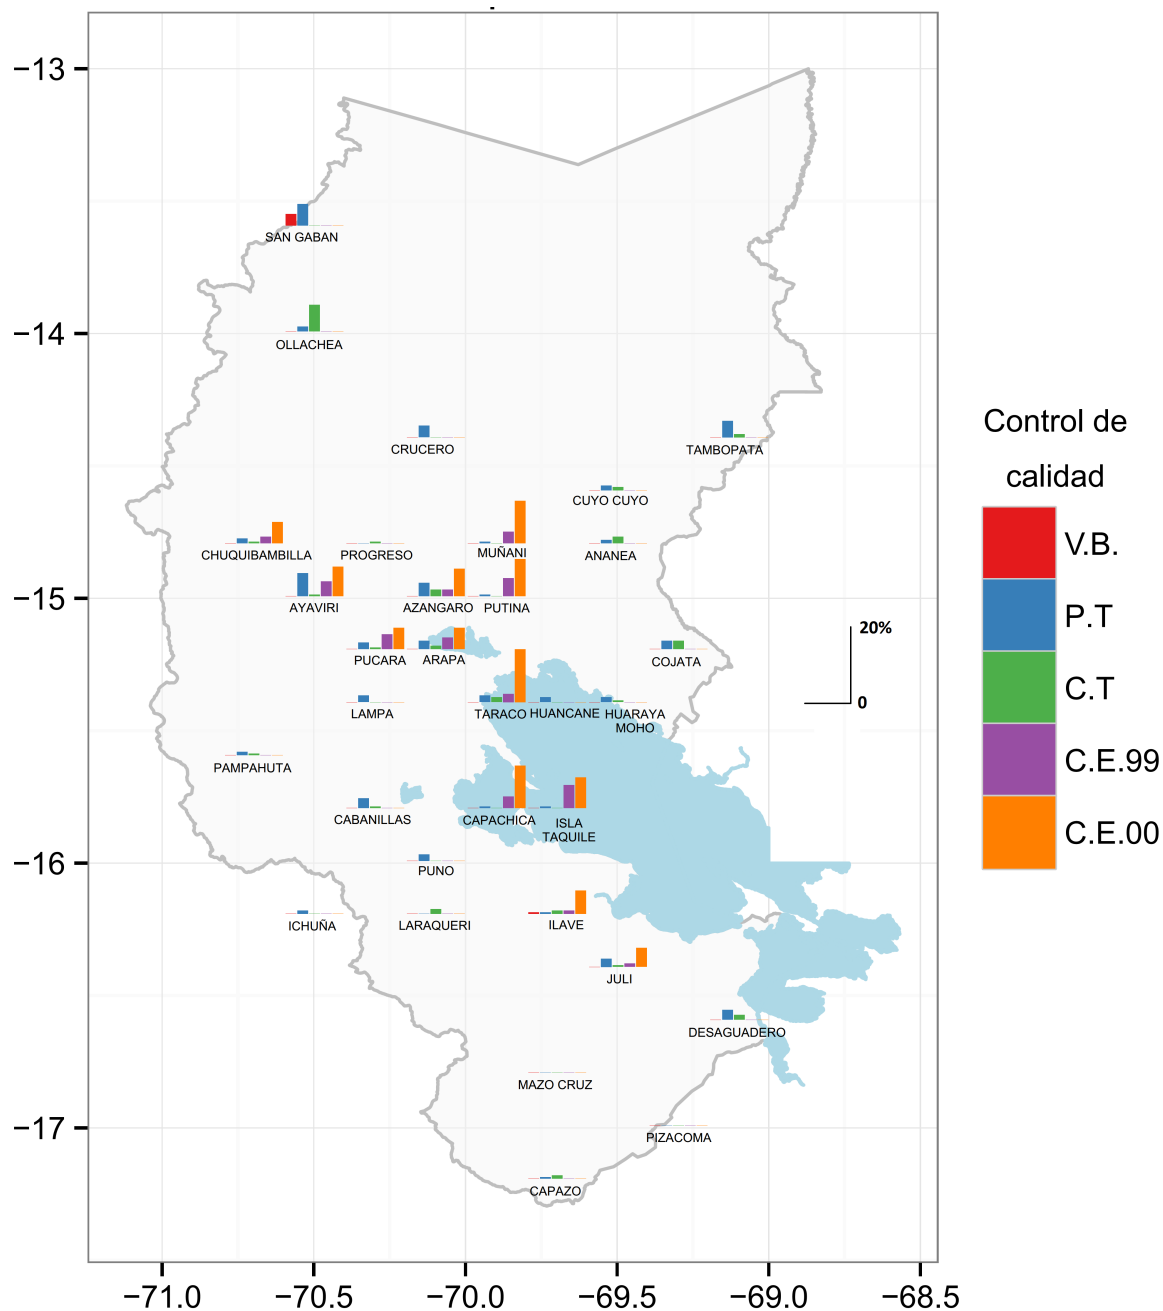 −13
SAN GABAN
−14
OLLACHEA
CRUCERO
TAMBOPATA
CUYO CUYO
CHUQUIBAMBILLA
PROGRESO
MUÑANI
ANANEA
−15
AYAVIRI
AZANGARO
PUTINA
PUCARA
ARAPA
COJATA
20%
0
LAMPA
TARACO
HUANCANE
HUARAYA
MOHO
PAMPAHUTA
CABANILLAS
CAPACHICA
ISLA
TAQUILE
−16
PUNO
ICHUÑA
LARAQUERI
ILAVE
JULI
DESAGUADERO
MAZO CRUZ
−17
PIZACOMA
CAPAZO
−71.0
−70.5
−70.0
−69.5
−69.0
−68.5
Control de
calidad
V.B.
P.T
C.T
C.E.99
C.E.00